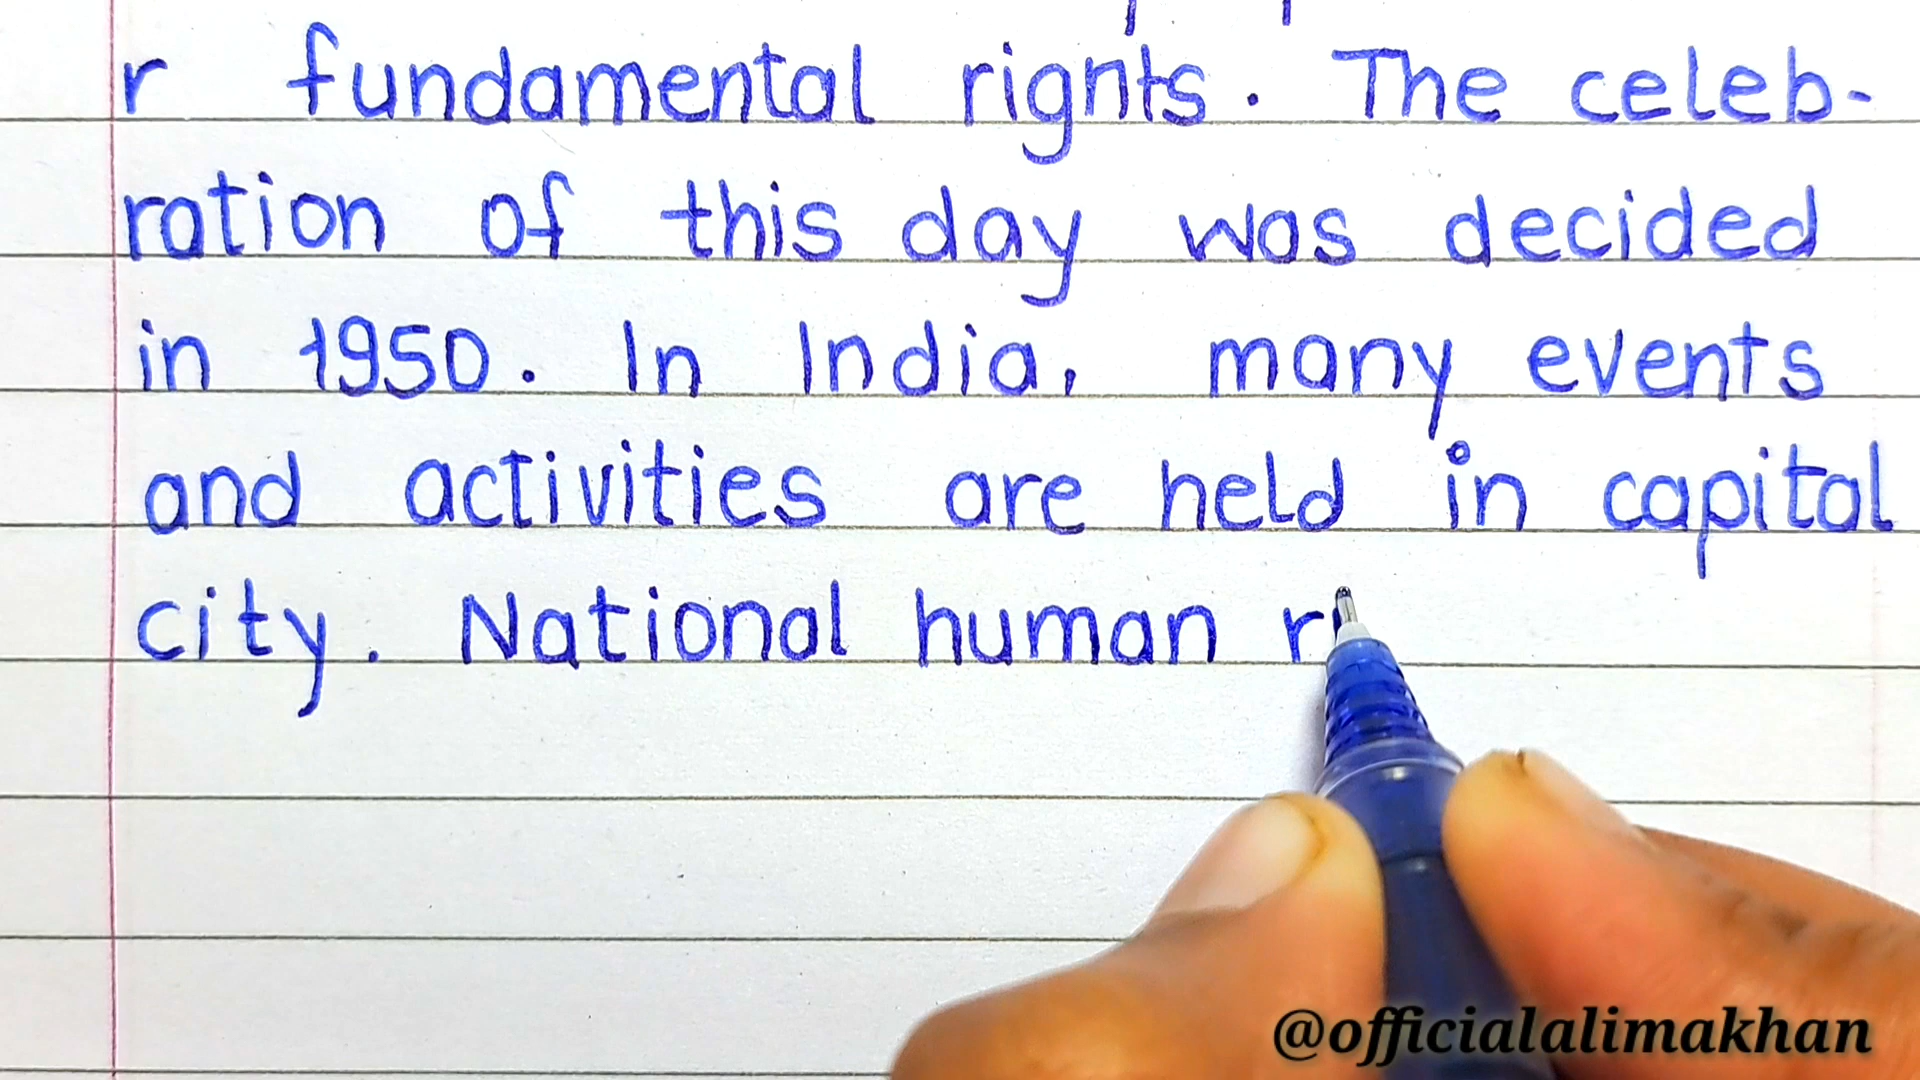 r fundamental rights. The celeb-
ration of this day was decided
in 1950. In India, many events
and activities are held in capital
city. National human ri
@officialalimakhan